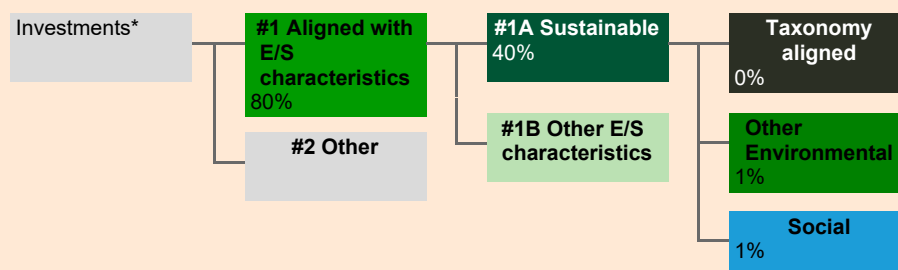 Investments*
#1 Aligned with
E/S
characteristics
80%
#2 Other
#1A Sustainable
40%
#1B Other E/S
characteristics
Taxonomy
aligned
0%
Other
Environmental
1%
Social
1%